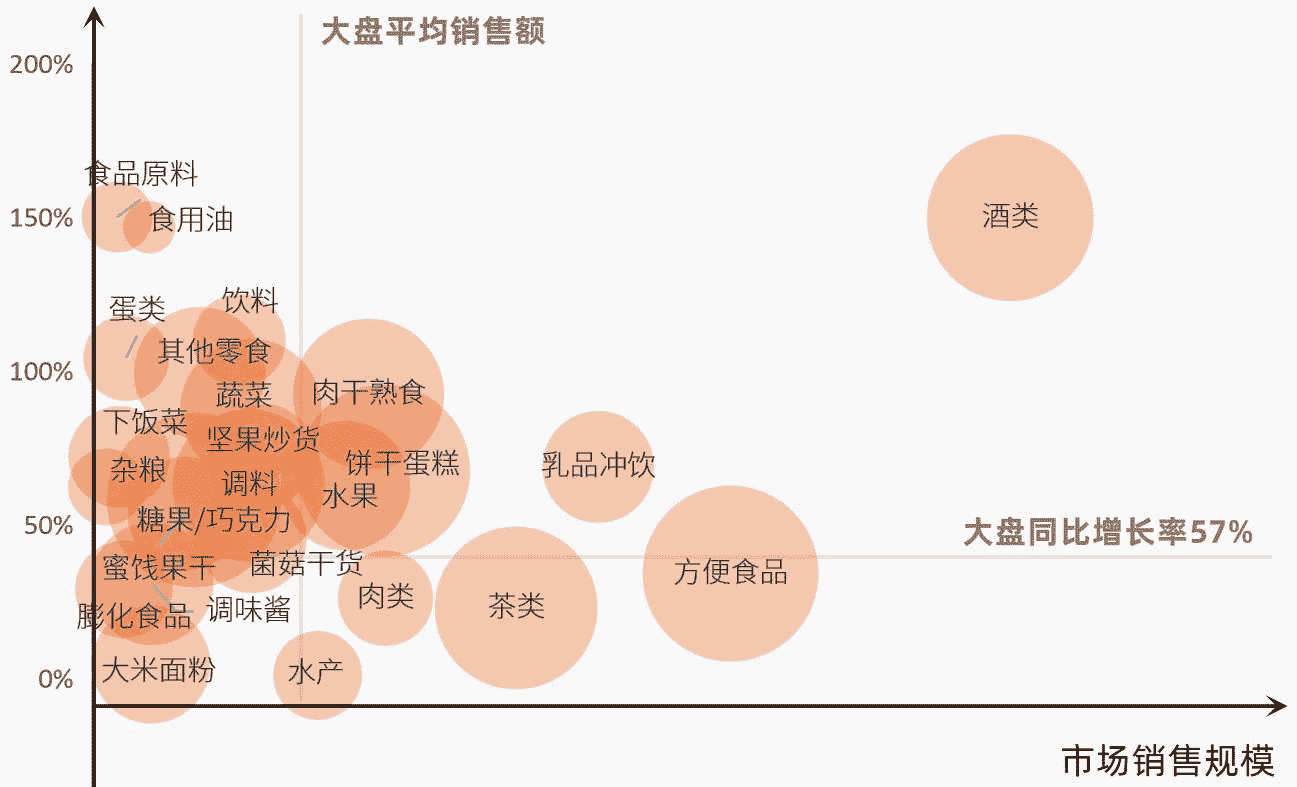 大盘平均销售额
200%
食品原料
150%
食用油
酒类
饮料
蛋类
其他零食
100%
蔬菜
肉干熟食
下饭菜
坚果炒货
杂粮
饼干蛋糕
乳品冲饮
调料
水果
糖果/巧克力
50%
大盘同比增长率57%
蜜饯果干
菌菇干货
方便食品
肉类
茶类
膨化食品
调味酱
大米面粉
水产
0%
市场销售规模